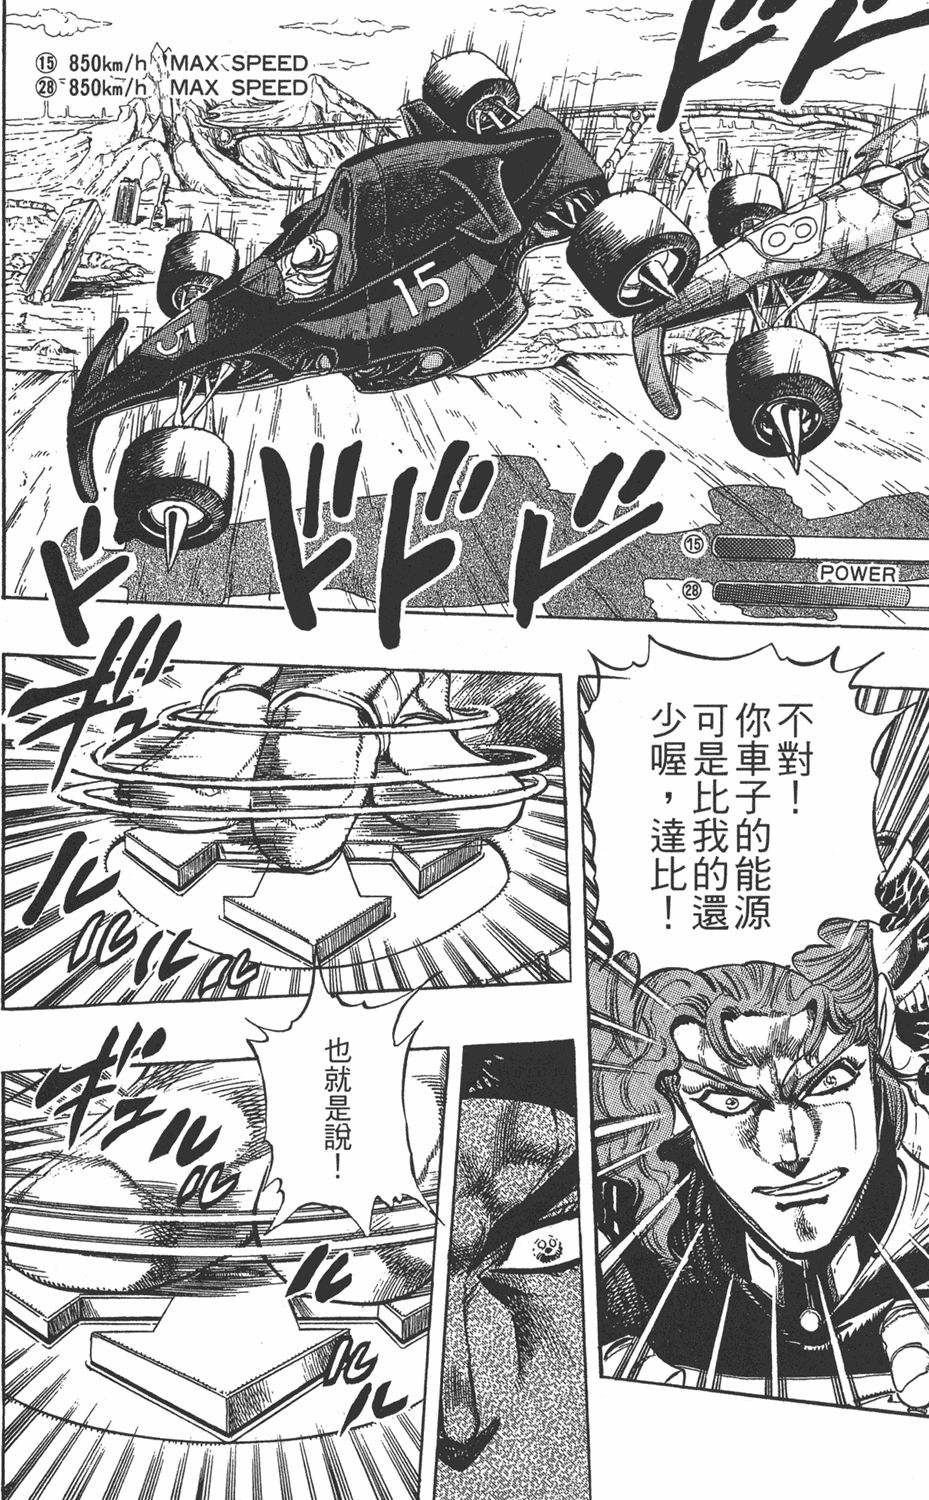 ⑮ 850km/h MAX SPEED
㉘ 850km/h MAX SPEED
15
15
8
ドドドド
⑮
POWER
㉘
不對！
你車子的能源
可是比我的還
少喔，達比！
ギュ
ルルルル
也就是說！
ギュルル
ルルル